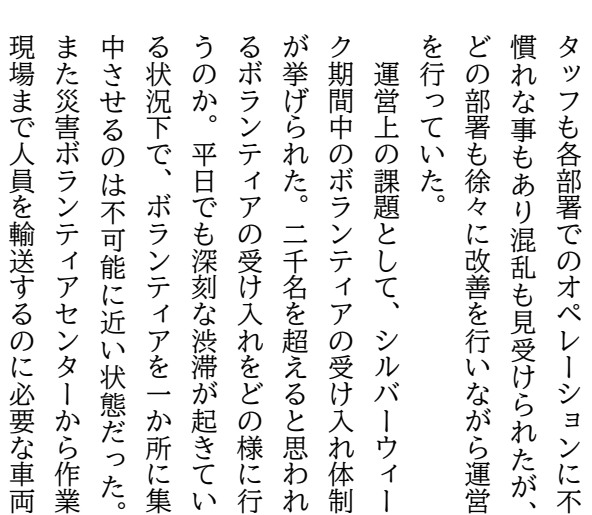 タッフも各部署でのオペレーションに不
慣れな事もあり混乱も見受けられたが、
どの部署も徐々に改善を行いながら運営
を行っていた。
運営上の課題として、シルバーウィー
ク期間中のボランティアの受け入れ体制
が挙げられた。二千名を超えると思われ
るボランティアの受け入れをどの様に行
うのか。平日でも深刻な渋滞が起きてい
る状況下で、ボランティアを一か所に集
中させるのは不可能に近い状態だった。
また災害ボランティアセンターから作業
現場まで人員を輸送するのに必要な車両